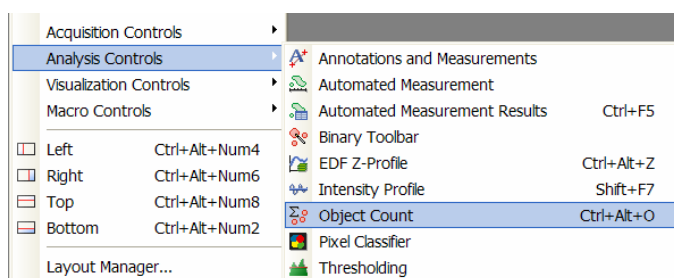 Acquisition Controls
Analysis Controls
Visualization Controls
Macro Controls
Left Ctrl+Alt+Num4
Right Ctrl+Alt+Num6
Top Ctrl+Alt+Num8
Bottom Ctrl+Alt+Num2
Layout Manager...
Annotations and Measurements
Automated Measurement
Automated Measurement Results Ctrl+F5
Binary Toolbar
EDF Z-Profile Ctrl+Alt+Z
Intensity Profile Shift+F7
Object Count Ctrl+Alt+O
Pixel Classifier
Thresholding